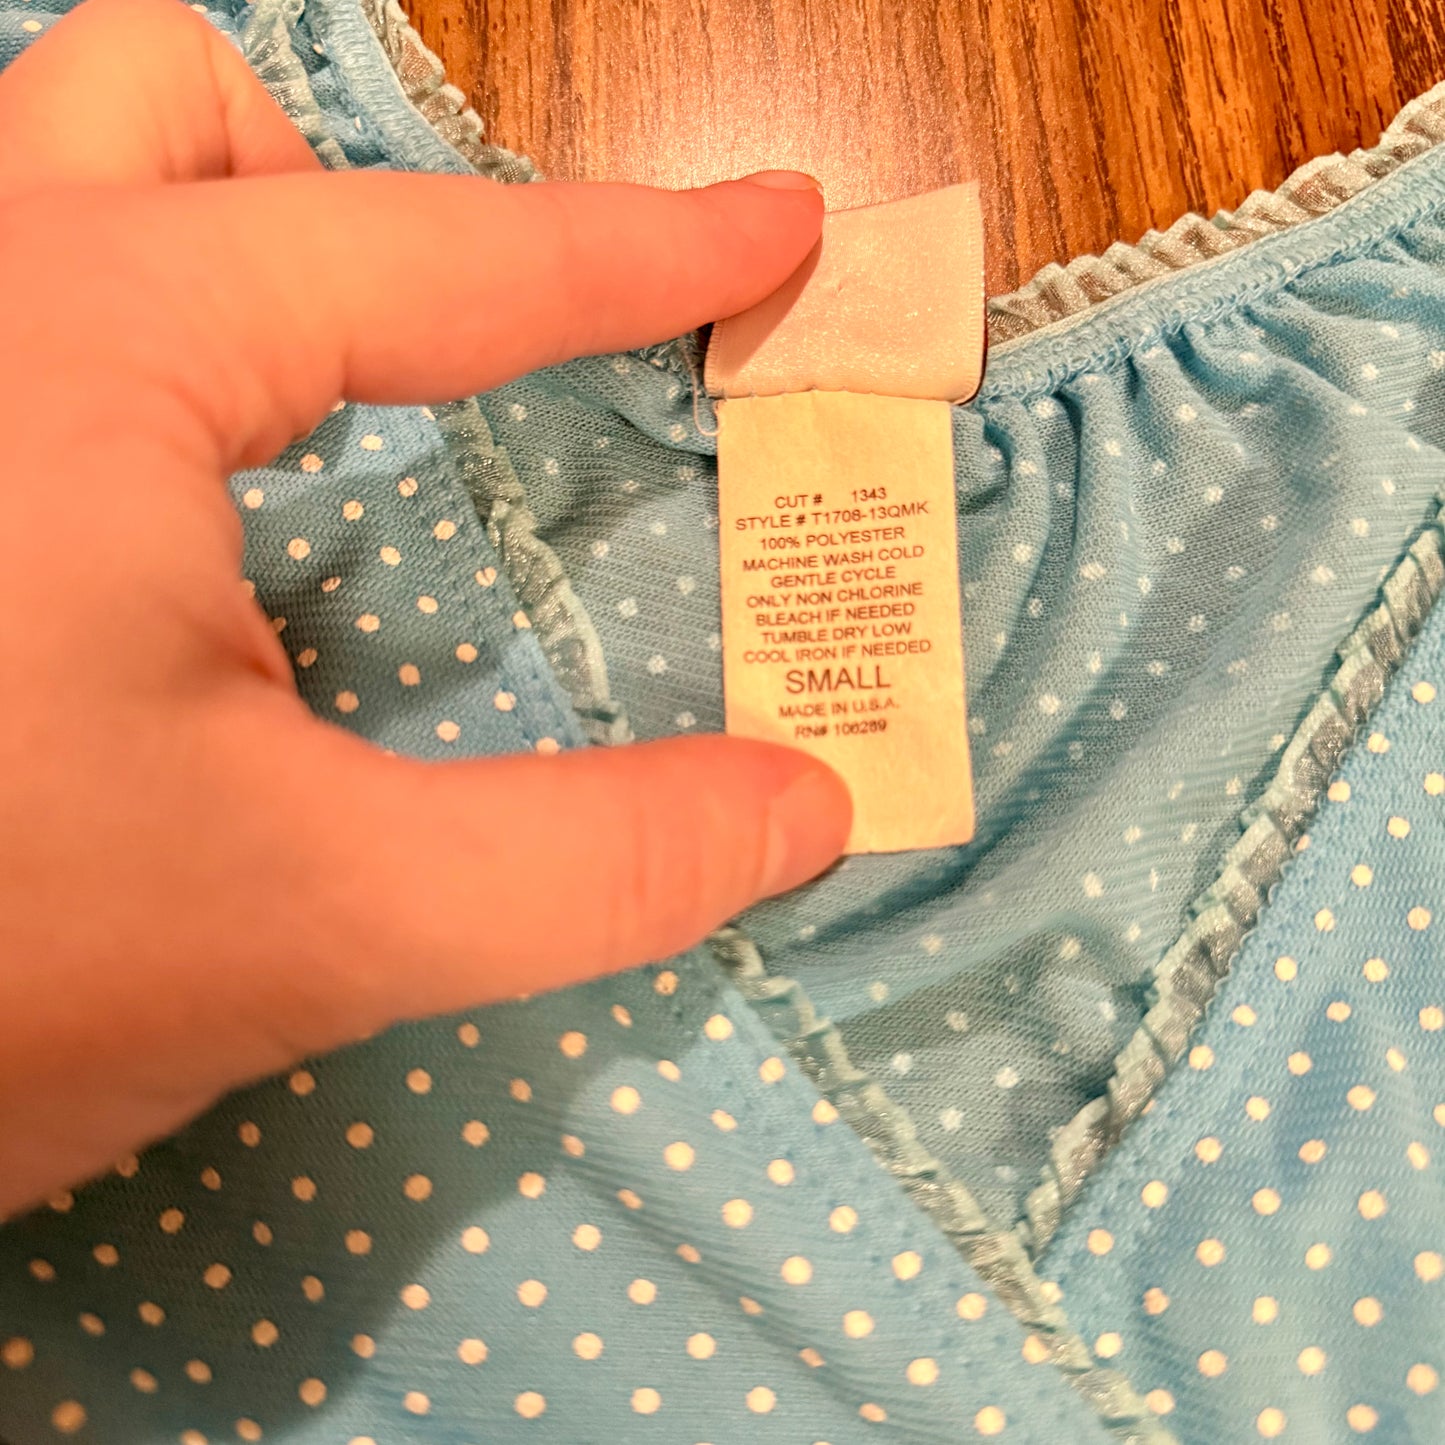 CUT # 1343
STYLE # T1708-13QMK
100% POLYESTER
MACHINE WASH COLD
GENTLE CYCLE
ONLY NON CHLORINE
BLEACH IF NEEDED
TUMBLE DRY LOW
COOL IRON IF NEEDED
SMALL
MADE IN U.S.A.
RN# 106289